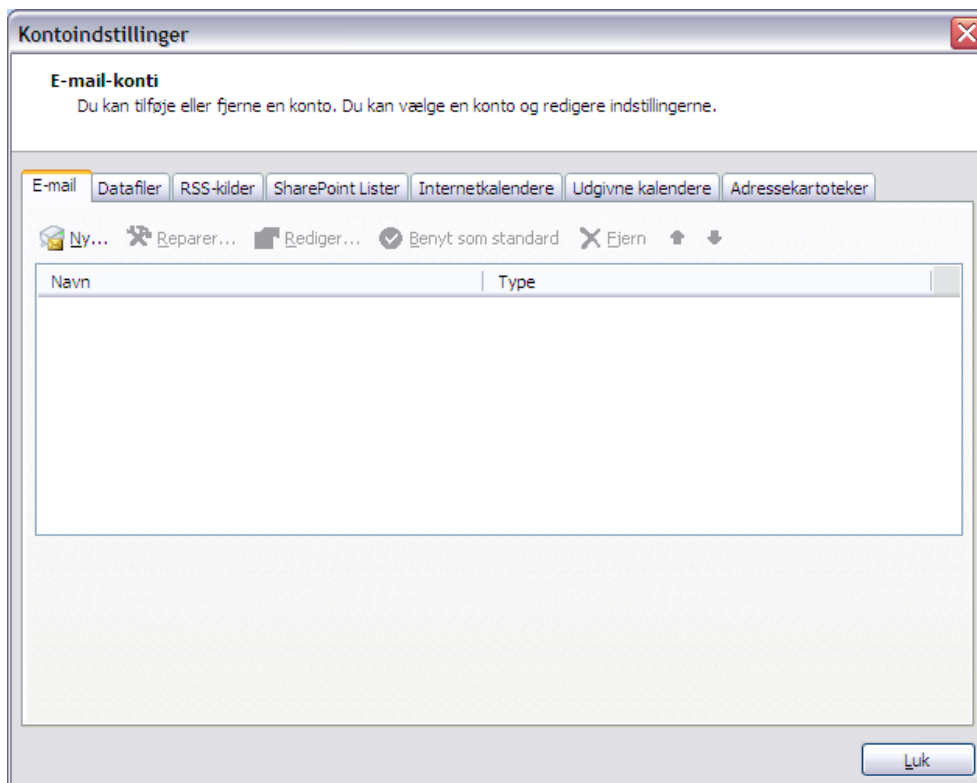 Kontoindstillinger
E-mail-konti
Du kan tilføje eller fjerne en konto. Du kan vælge en konto og redigere indstillingerne.
E-mail Datafiler RSS-kilder SharePoint Lister Internetkalendere Udgivne kalendere Adressekartoteker
Ny... Reparer... Rediger... Benyt som standard Fjern
Navn Type
Luk